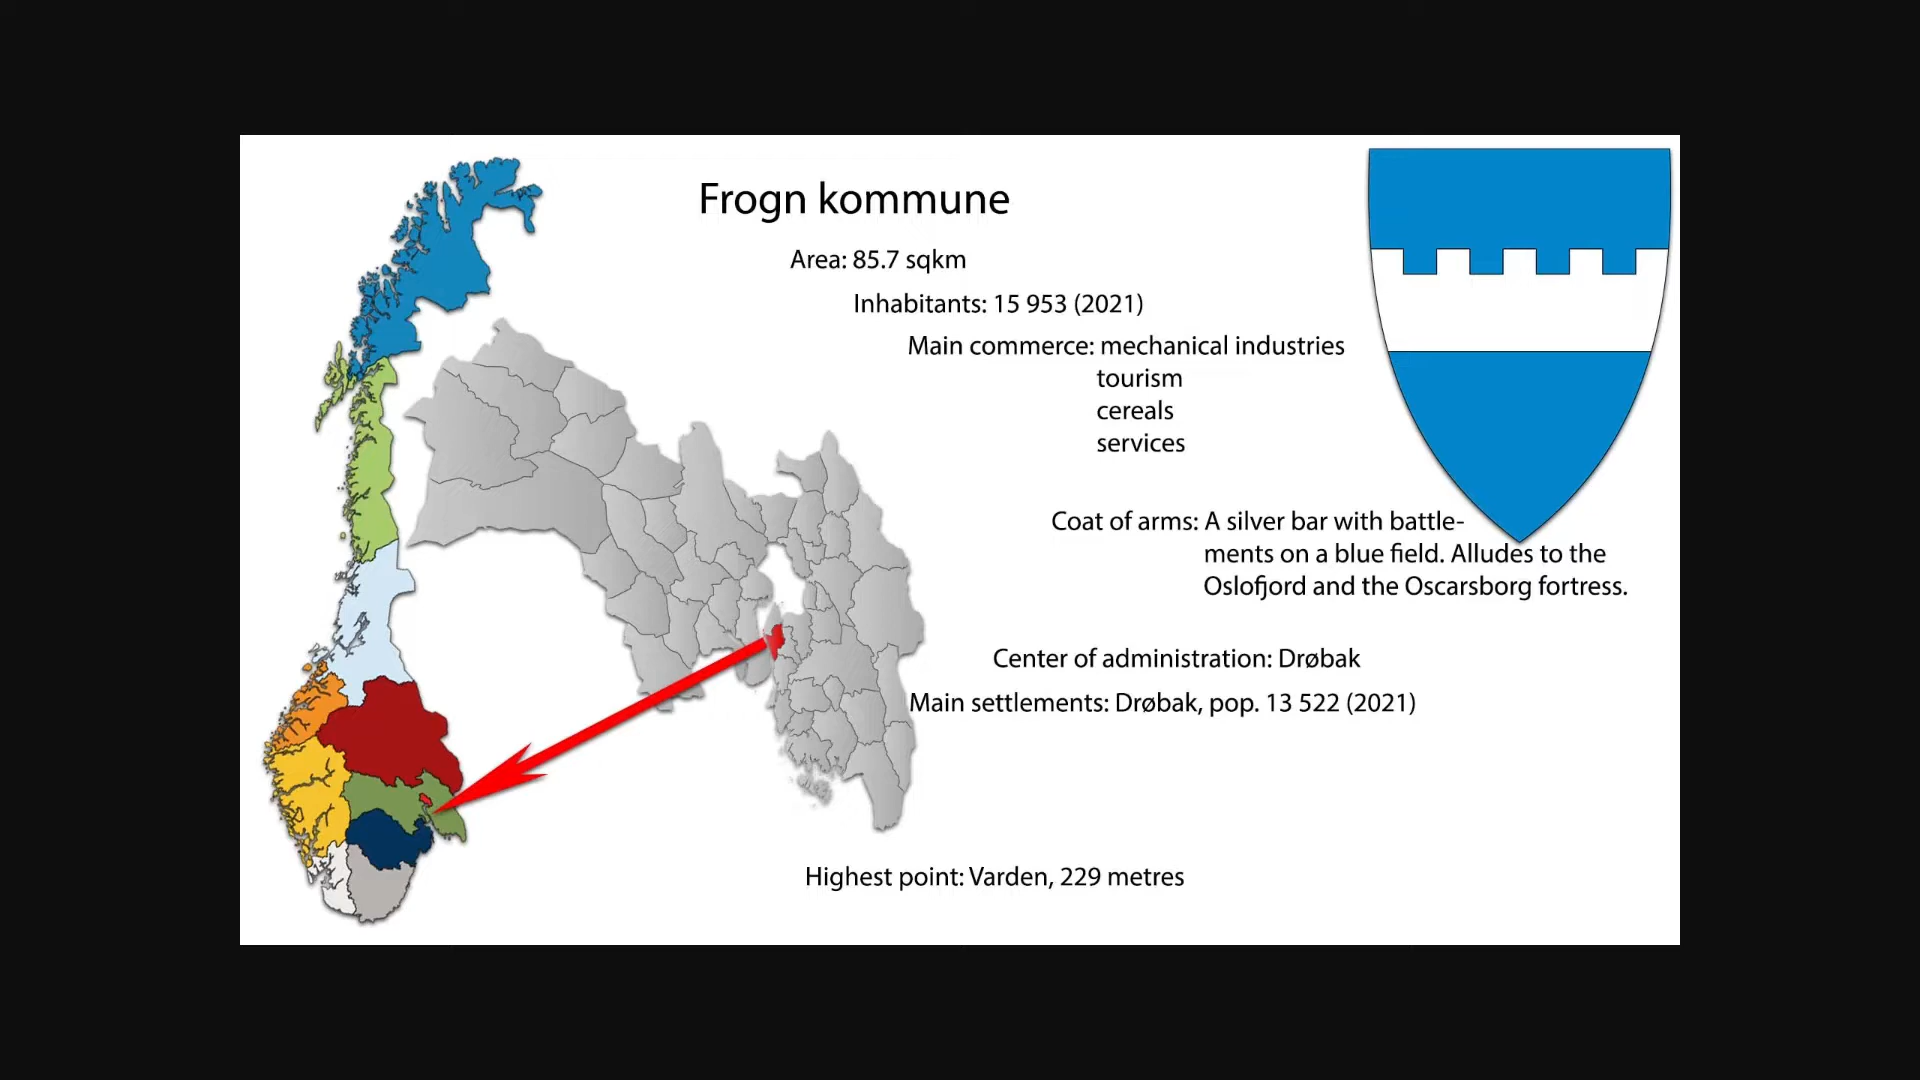 Frogn kommune
Area: 85.7 sqkm
Inhabitants: 15 953 (2021)
Main commerce: mechanical industries
tourism
cereals
services
Coat of arms: A silver bar with battle-
ments on a blue field. Alludes to the
Oslofjord and the Oscarsborg fortress.
Center of administration: Drøbak
Main settlements: Drøbak, pop. 13 522 (2021)
Highest point: Varden, 229 metres